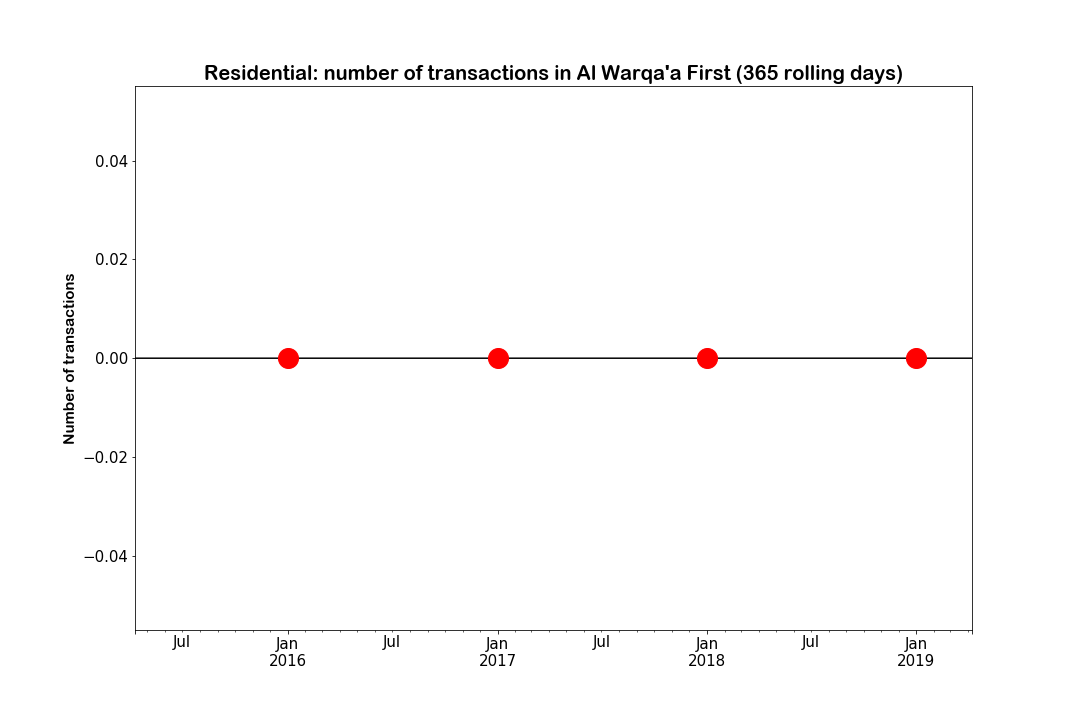 Residential: number of transactions in Al Warqa'a First (365 rolling days)
Number of transactions
0.04
0.02
0.00
−0.02
−0.04
Jul Jan Jul Jan Jul Jan Jul Jan
2016 2017 2018 2019